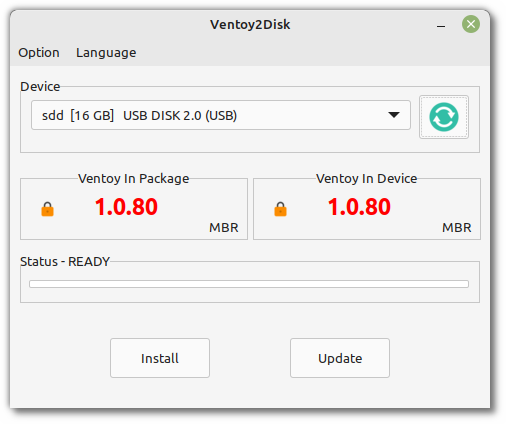 Ventoy2Disk
Option Language
Device
sdd [16 GB] USB DISK 2.0 (USB)
Ventoy In Package
1.0.80
MBR
Ventoy In Device
1.0.80
MBR
Status - READY
Install
Update